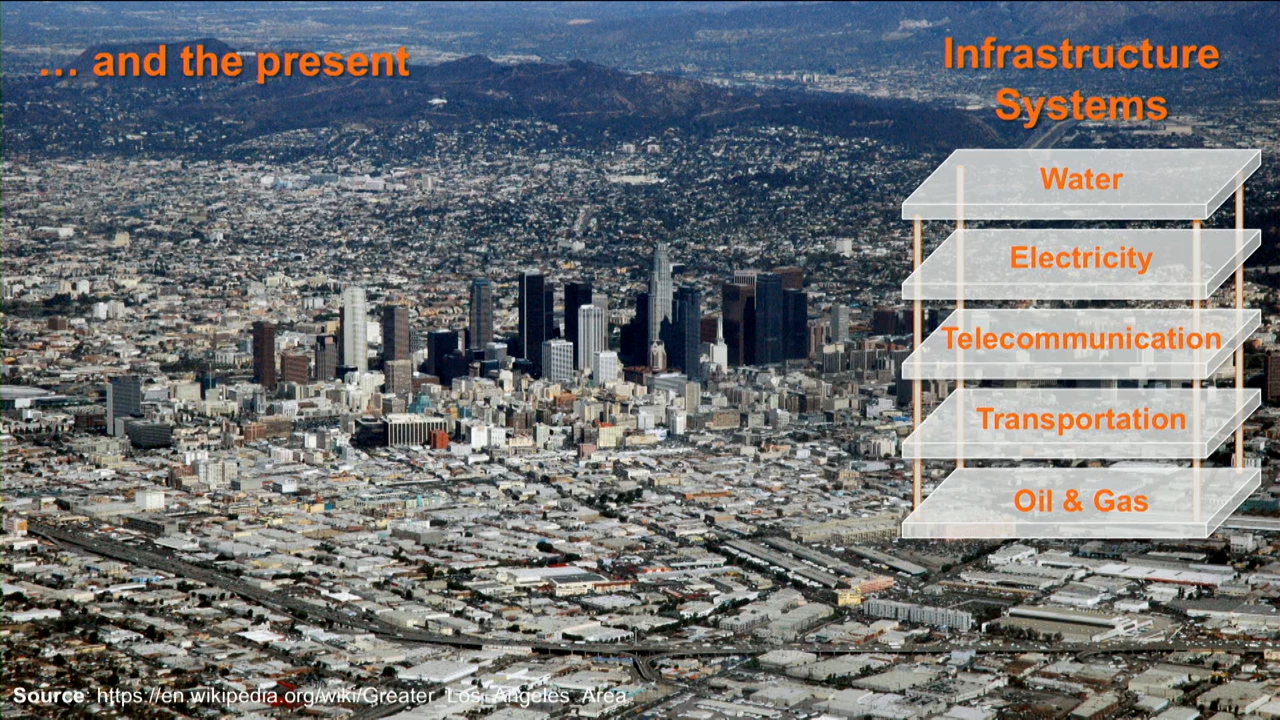 … and the present
Infrastructure
Systems
Water
Electricity
Telecommunication
Transportation
Oil & Gas
Source: https://en.wikipedia.org/wiki/Greater_Los_Angeles_Area